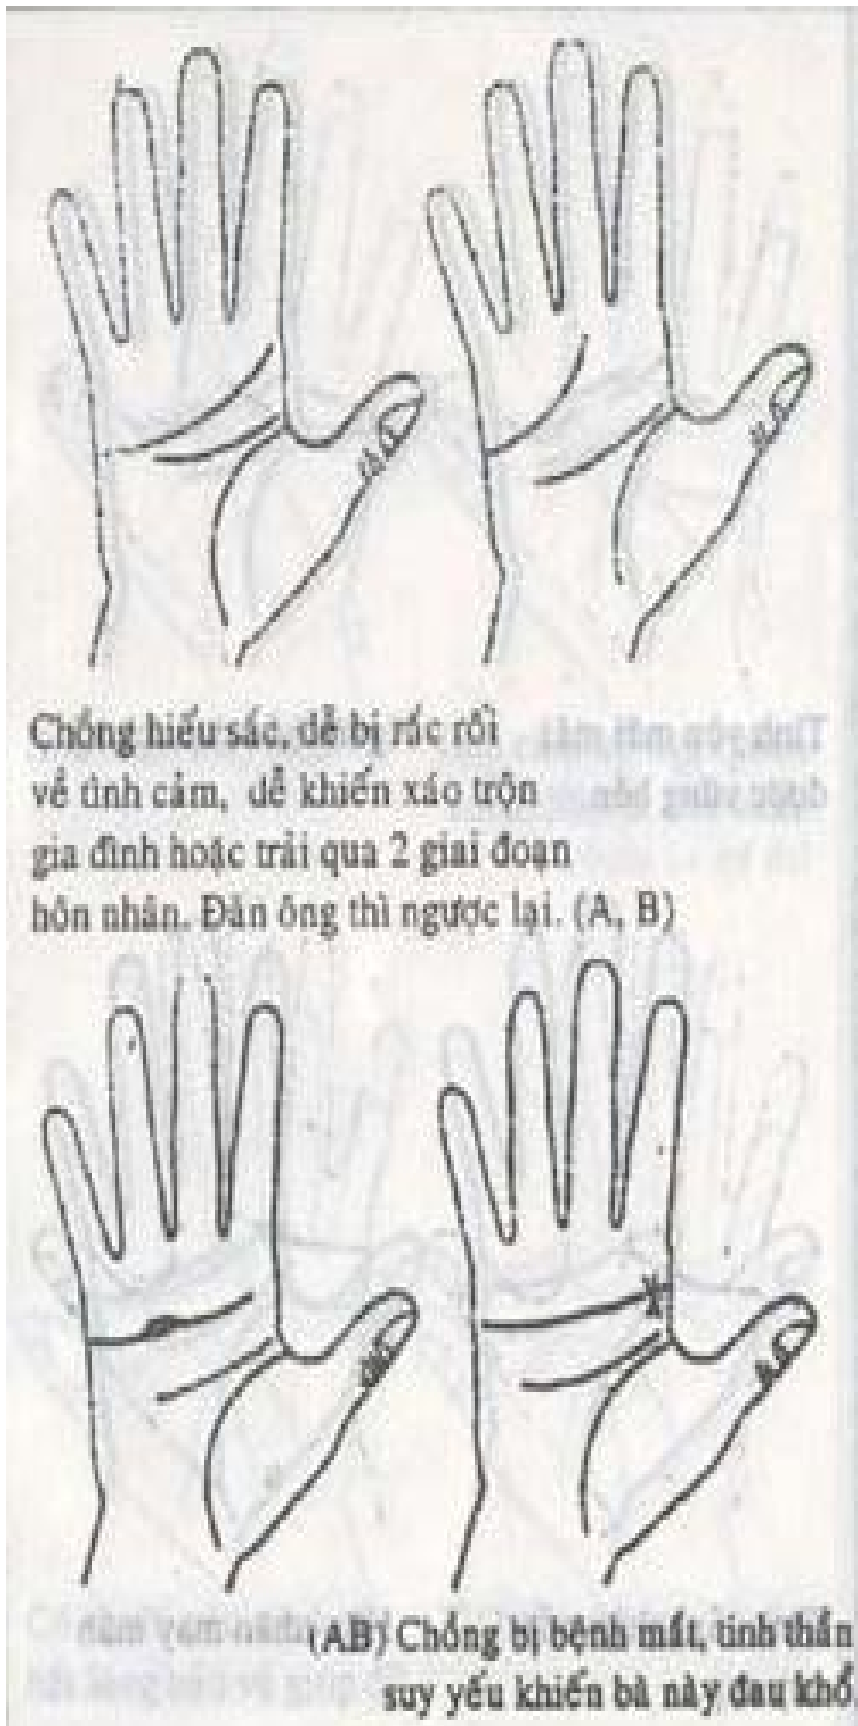 Chồng hiếu sắc, dễ bị rắc rối
về tình cảm, dễ khiến xáo trộn
gia đình hoặc trải qua 2 giai đoạn
hôn nhân. Đàn ông thì ngược lại. (A, B)
(AB) Chồng bị bệnh mắt, tinh thần
suy yếu khiến bà này đau khổ